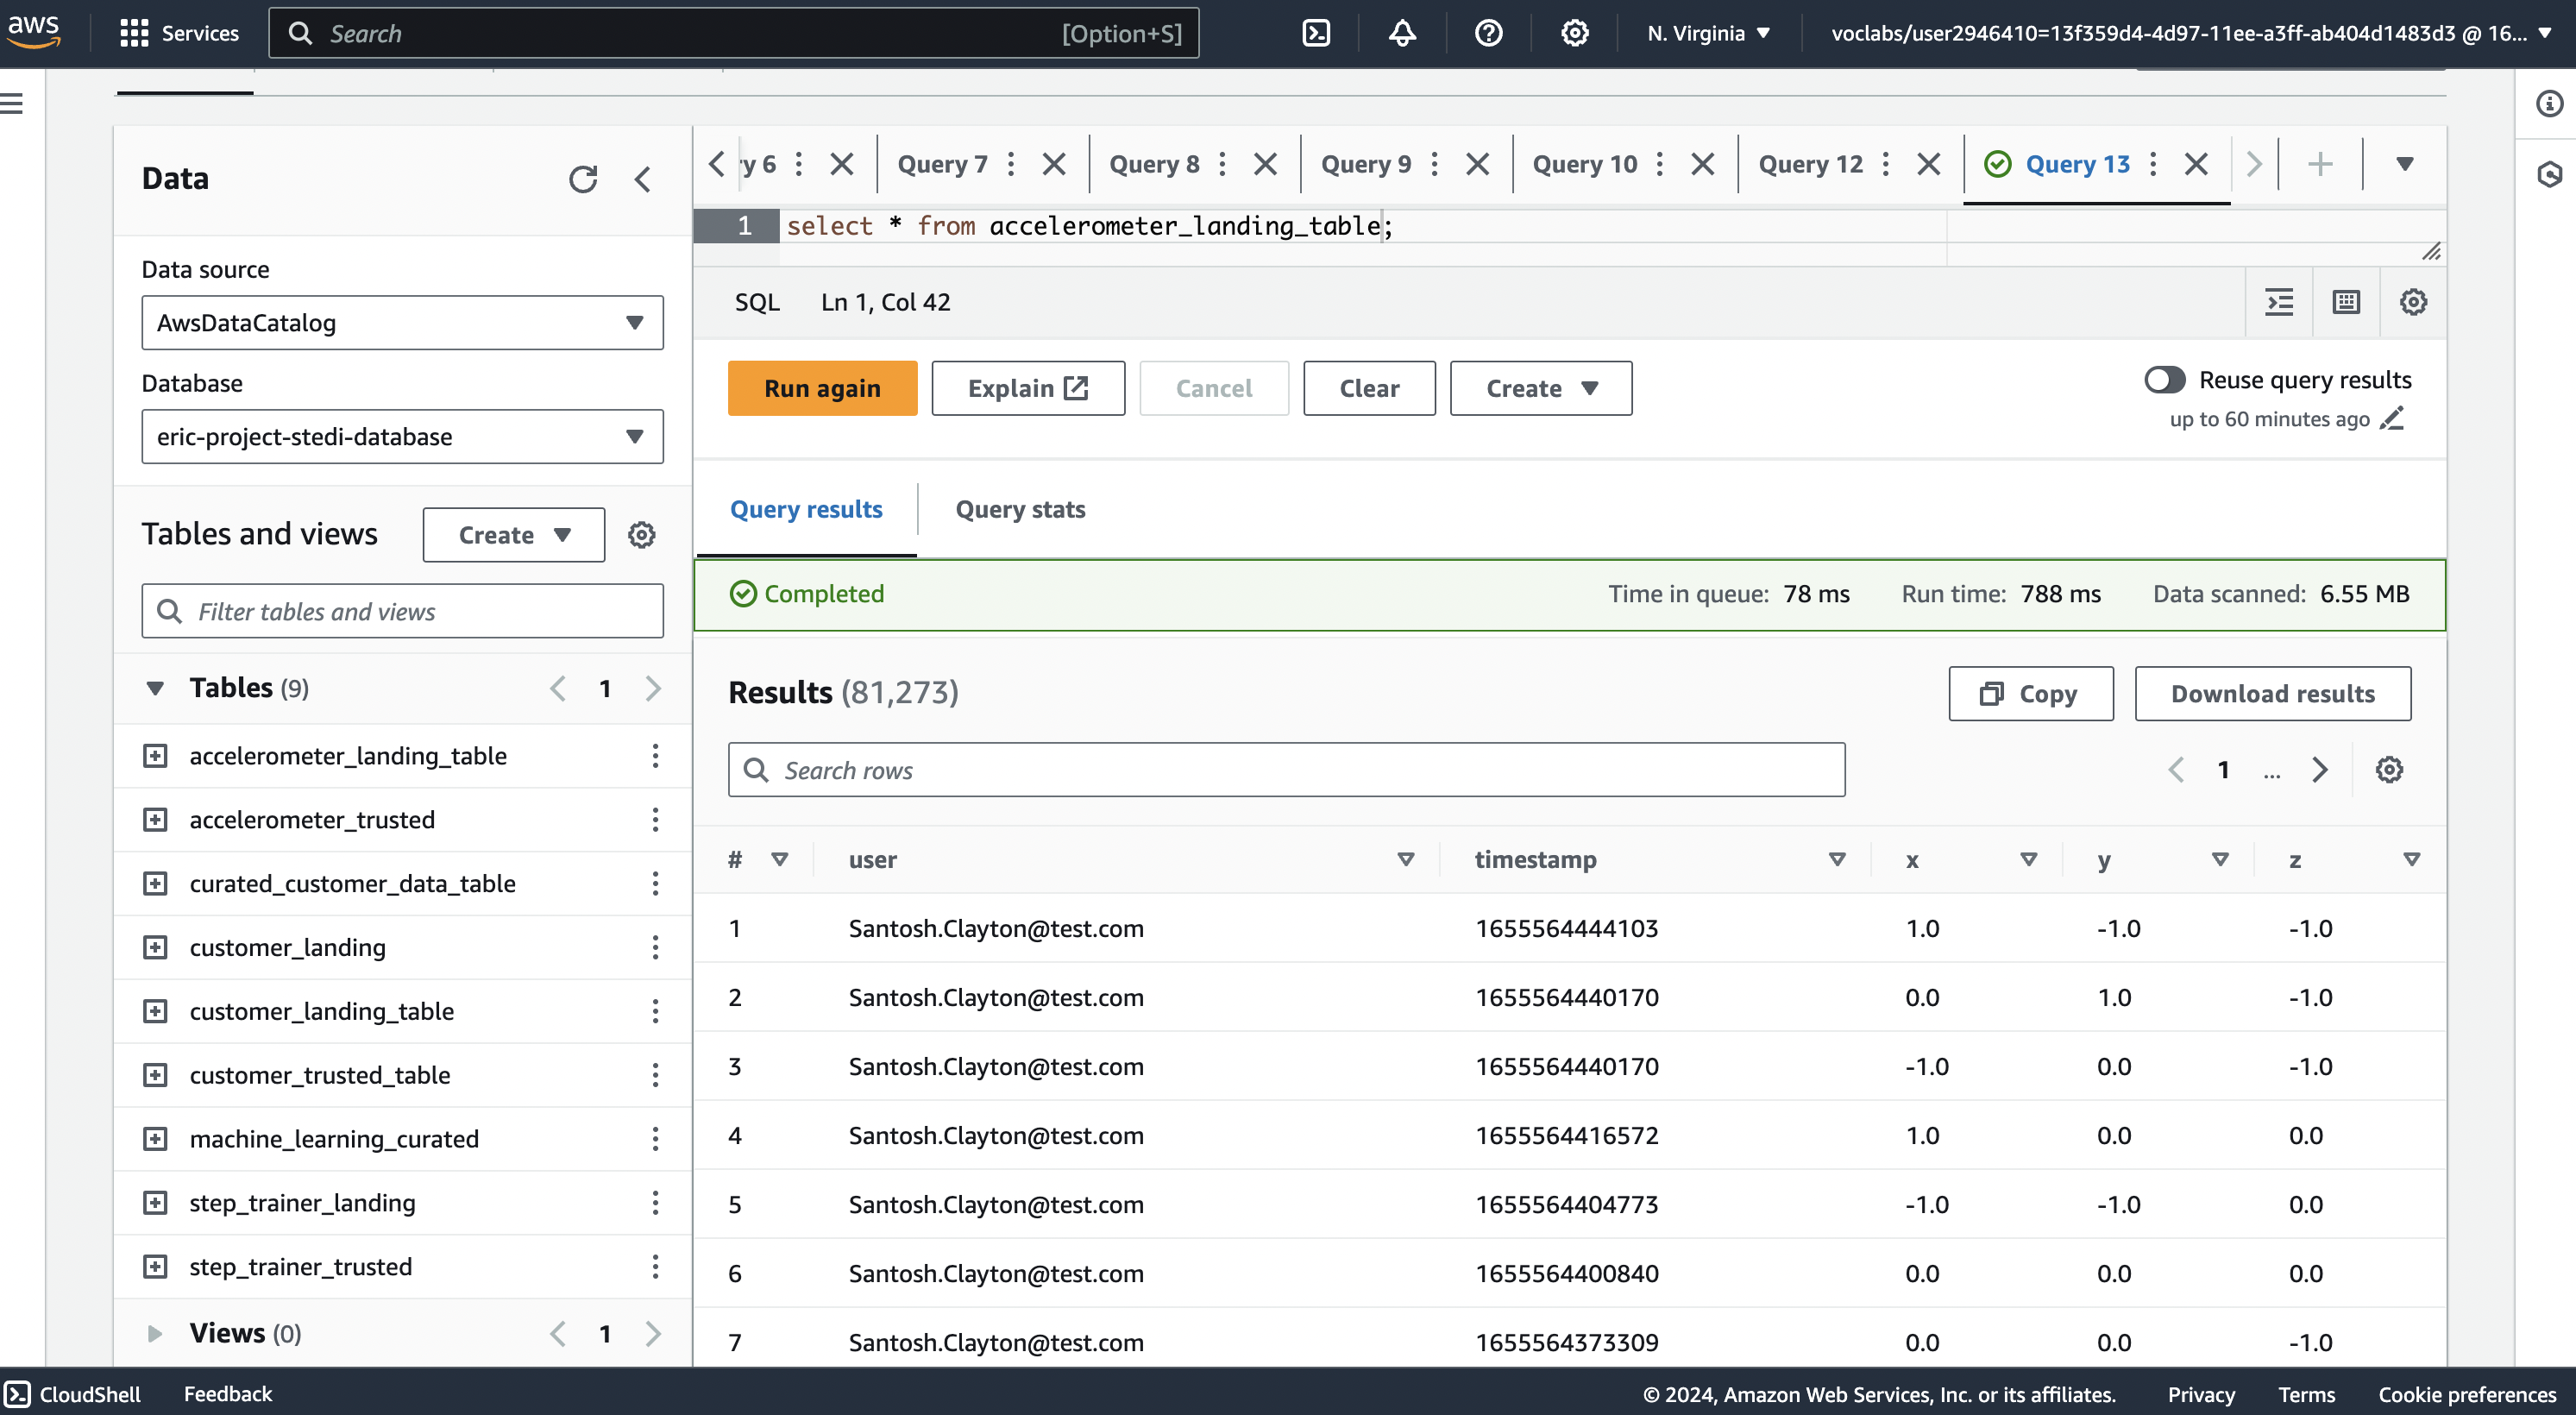 aws Services Search [Option+S] N. Virginia voclabs/user2946410=13f359d4-4d97-11ee-a3ff-ab404d1483d3 @ 16...
Data
Data source
AwsDataCatalog
Database
eric-project-stedi-database
Tables and views Create
Filter tables and views
Tables (9) 1
accelerometer_landing_table
accelerometer_trusted
curated_customer_data_table
customer_landing
customer_landing_table
customer_trusted_table
machine_learning_curated
step_trainer_landing
step_trainer_trusted
Views (0) 1
ry 6 Query 7 Query 8 Query 9 Query 10 Query 12 Query 13
1 select * from accelerometer_landing_table;
SQL Ln 1, Col 42
Run again Explain Cancel Clear Create Reuse query results
up to 60 minutes ago
Query results Query stats
Completed Time in queue: 78 ms Run time: 788 ms Data scanned: 6.55 MB
Results (81,273) Copy Download results
Search rows 1 ...
# user timestamp x y z
1 Santosh.Clayton@test.com 1655564444103 1.0 -1.0 -1.0
2 Santosh.Clayton@test.com 1655564440170 0.0 1.0 -1.0
3 Santosh.Clayton@test.com 1655564440170 -1.0 0.0 -1.0
4 Santosh.Clayton@test.com 1655564416572 1.0 0.0 0.0
5 Santosh.Clayton@test.com 1655564404773 -1.0 -1.0 0.0
6 Santosh.Clayton@test.com 1655564400840 0.0 0.0 0.0
7 Santosh.Clayton@test.com 1655564373309 0.0 0.0 -1.0
CloudShell Feedback © 2024, Amazon Web Services, Inc. or its affiliates. Privacy Terms Cookie preferences